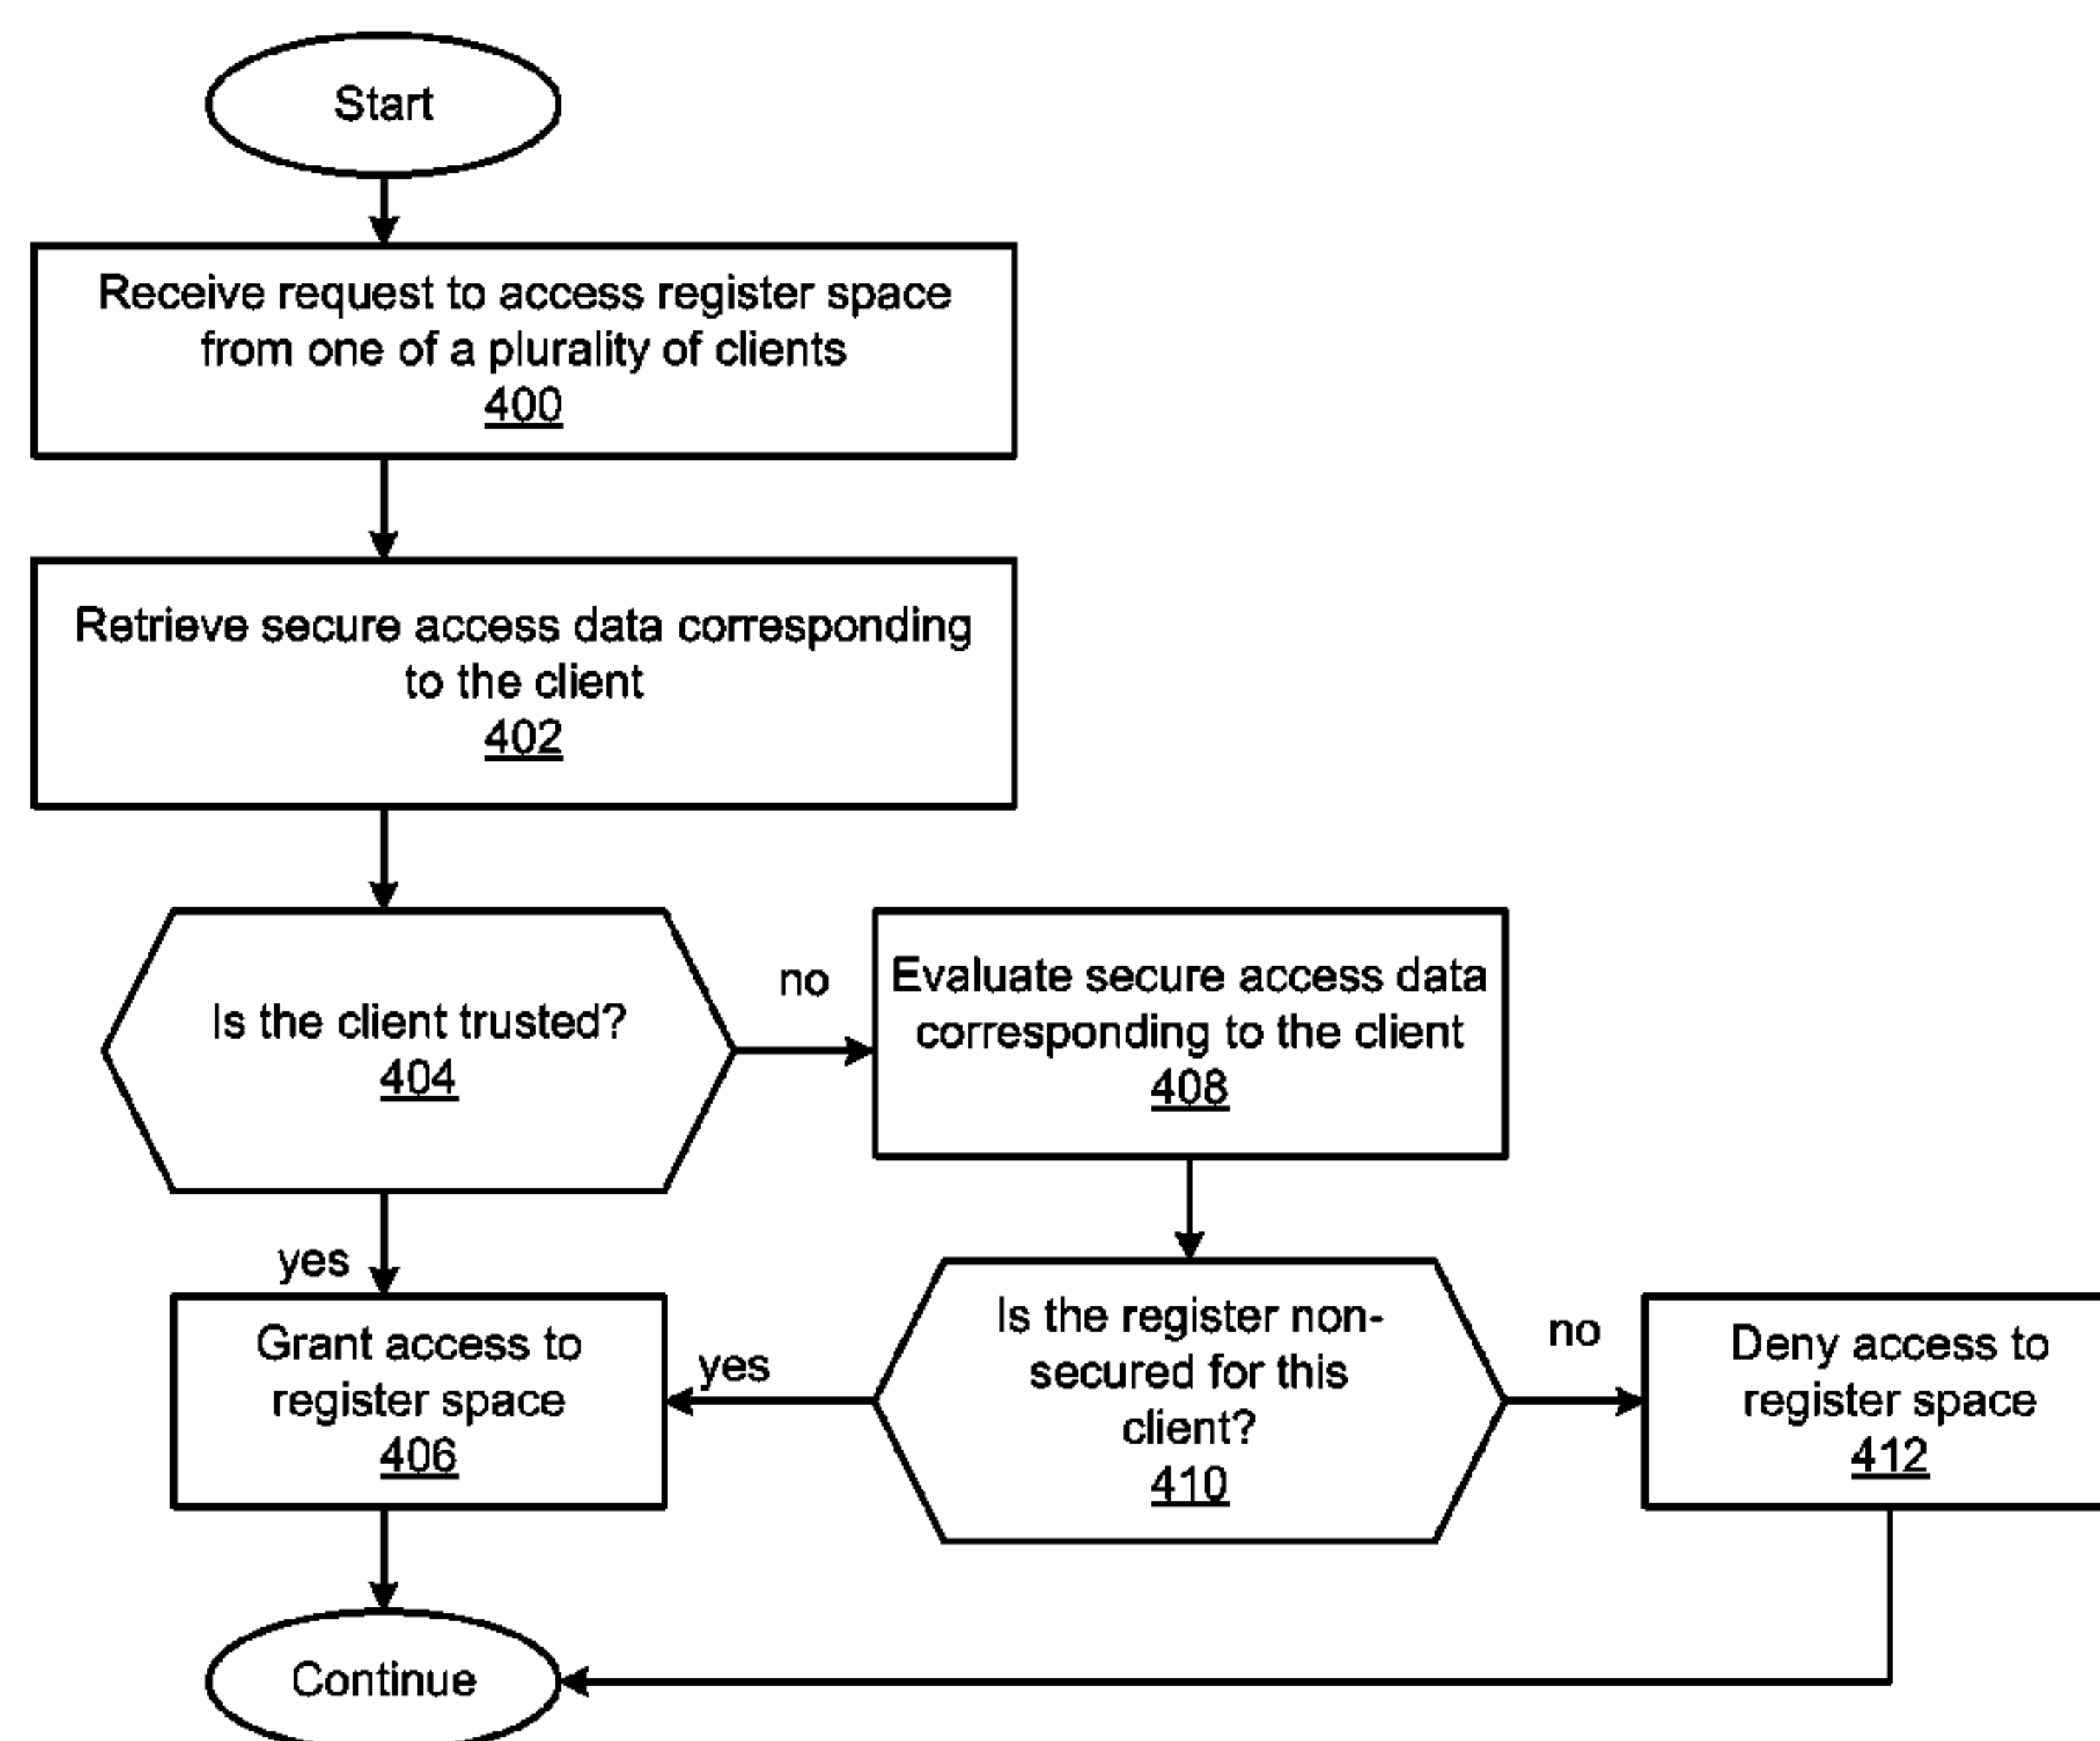 Start
Receive request to access register space
from one of a plurality of clients
400
Retrieve secure access data corresponding
to the client
402
Is the client trusted?
404
no
Evaluate secure access data
corresponding to the client
408
yes
Grant access to
register space
406
yes
Is the register non-
secured for this
client?
410
no
Deny access to
register space
412
Continue